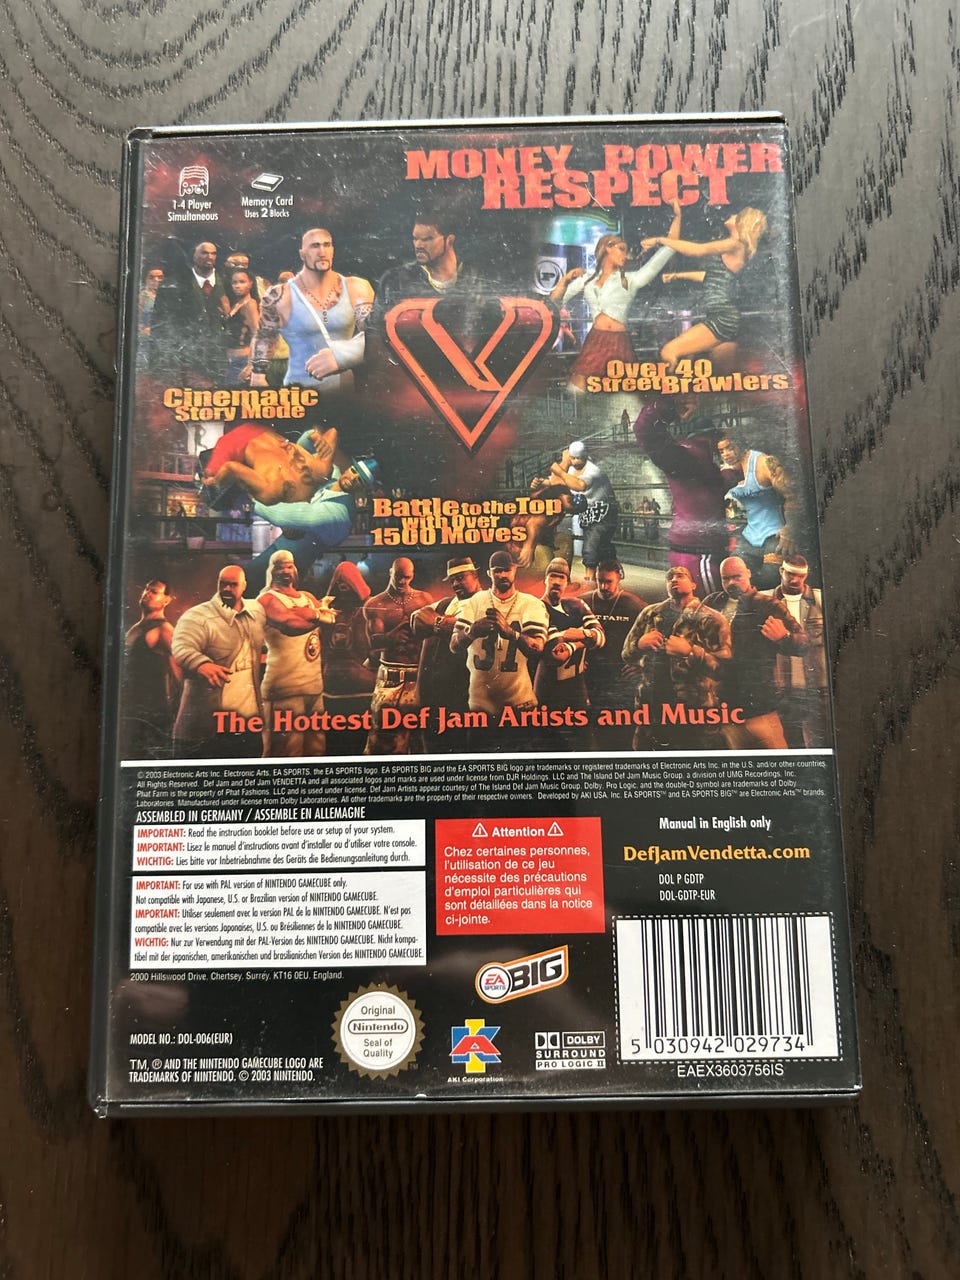 MONEY POWER
RESPECT
1-4 Player
Simultaneous
Memory Card
Uses 2 Blocks
Cinematic
Story Mode
Over 40
Street Brawlers
Battle to the Top
with Over
1500 Moves
31
The Hottest Def Jam Artists and Music
© 2003 Electronic Arts Inc. Electronic Arts, EA SPORTS, the EA SPORTS logo, EA SPORTS BIG and the EA SPORTS BIG logo are trademarks or registered trademarks of Electronic Arts Inc. in the U.S. and/or other countries.
All Rights Reserved. Def Jam and Def Jam VENDETTA and all associated logos and marks are used under license from DJR Holdings, LLC and The Island Def Jam Music Group, a division of UMG Recordings, Inc.
Phat Farm is the property of Phat Fashions, LLC and is used under license. Def Jam Artists appear courtesy of The Island Def Jam Music Group. Dolby, Pro Logic, and the double-D symbol are trademarks of Dolby
Laboratories. Manufactured under license from Dolby Laboratories. All other trademarks are the property of their respective owners. Developed by AKI USA, Inc. EA SPORTS™ and EA SPORTS BIG™ are Electronic Arts™ brands.
ASSEMBLED IN GERMANY / ASSEMBLE EN ALLEMAGNE
IMPORTANT: Read the instruction booklet before use or setup of your system.
IMPORTANT: Lisez le manuel d'instructions avant d'installer ou d'utiliser votre console.
WICHTIG: Lies bitte vor Inbetriebnahme des Geräts die Bedienungsanleitung durch.
IMPORTANT: For use with PAL version of NINTENDO GAMECUBE only.
Not compatible with Japanese, U.S. or Brazilian version of NINTENDO GAMECUBE.
IMPORTANT: Utiliser seulement avec la version PAL de la NINTENDO GAMECUBE. N'est pas
compatible avec les versions Japonaises, U.S. ou Brésiliennes de la NINTENDO GAMECUBE.
WICHTIG: Nur zur Verwendung mit der PAL-Version des NINTENDO GAMECUBE. Nicht kompa-
tibel mit der japanischen, amerikanischen und brasilianischen Version des NINTENDO GAMECUBE.
2000 Hillswood Drive, Chertsey, Surrey, KT16 0EU, England.
Attention
Chez certaines personnes,
l'utilisation de ce jeu
nécessite des précautions
d'emploi particulières qui
sont détaillées dans la notice
ci-jointe.
Manual in English only
DefJamVendetta.com
DOL P GDTP
DOL-GDTP-EUR
EA
SPORTS
BIG
MODEL NO.: DOL-006(EUR)
TM, ® AND THE NINTENDO GAMECUBE LOGO ARE
TRADEMARKS OF NINTENDO. © 2003 NINTENDO.
Original
Nintendo
Seal of
Quality
TM
AKI Corporation
DOLBY
SURROUND
PRO LOGIC II
5 030942 029734
EAEX3603756IS